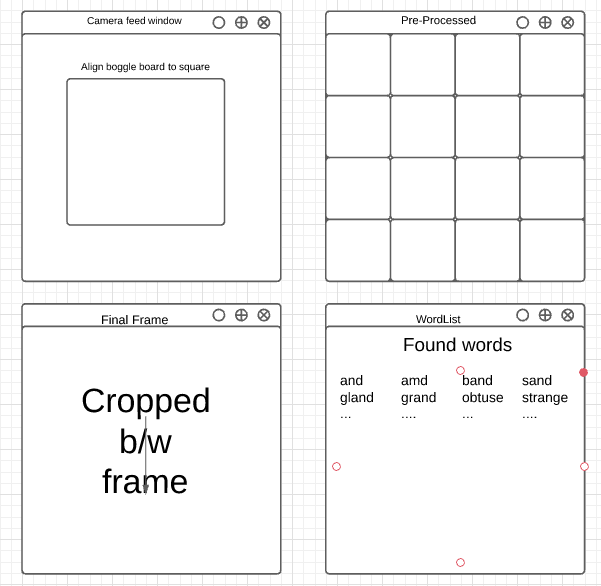 Camera feed window
Align boggle board to square
Pre-Processed
Final Frame
Cropped
b/w
frame
WordList
Found words
and amd band sand
gland grand obtuse strange
... .... ... ....